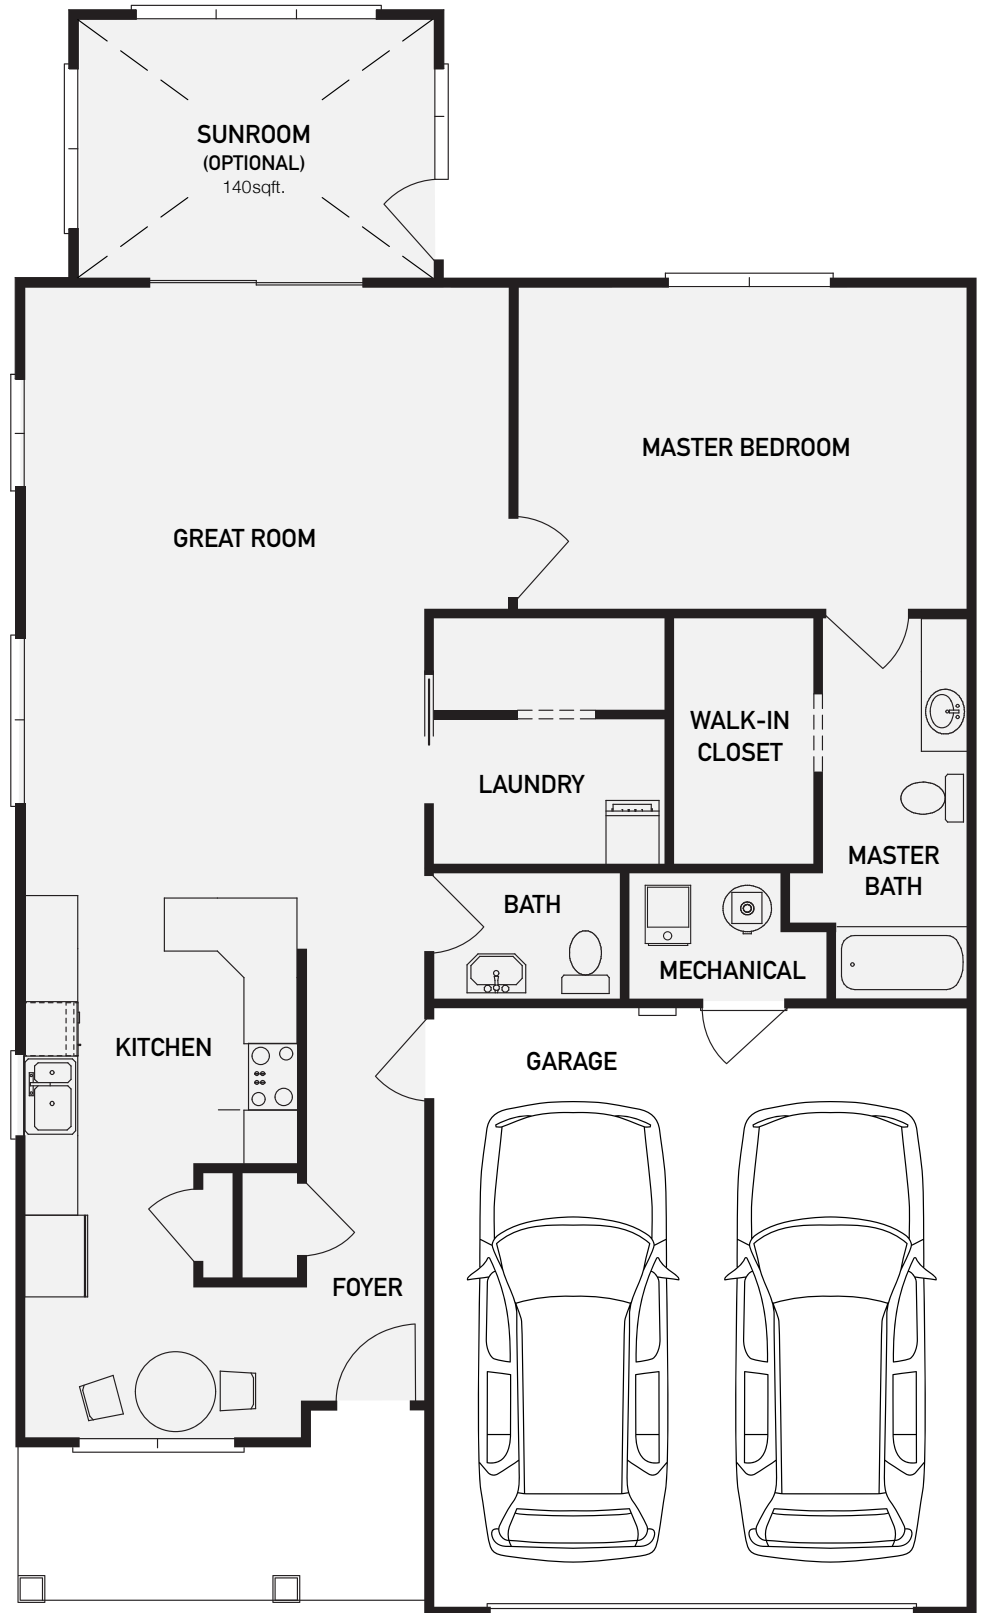 SUNROOM
(OPTIONAL)
140sqft.
MASTER BEDROOM
GREAT ROOM
WALK-IN
CLOSET
LAUNDRY
MASTER
BATH
BATH
MECHANICAL
KITCHEN
GARAGE
FOYER